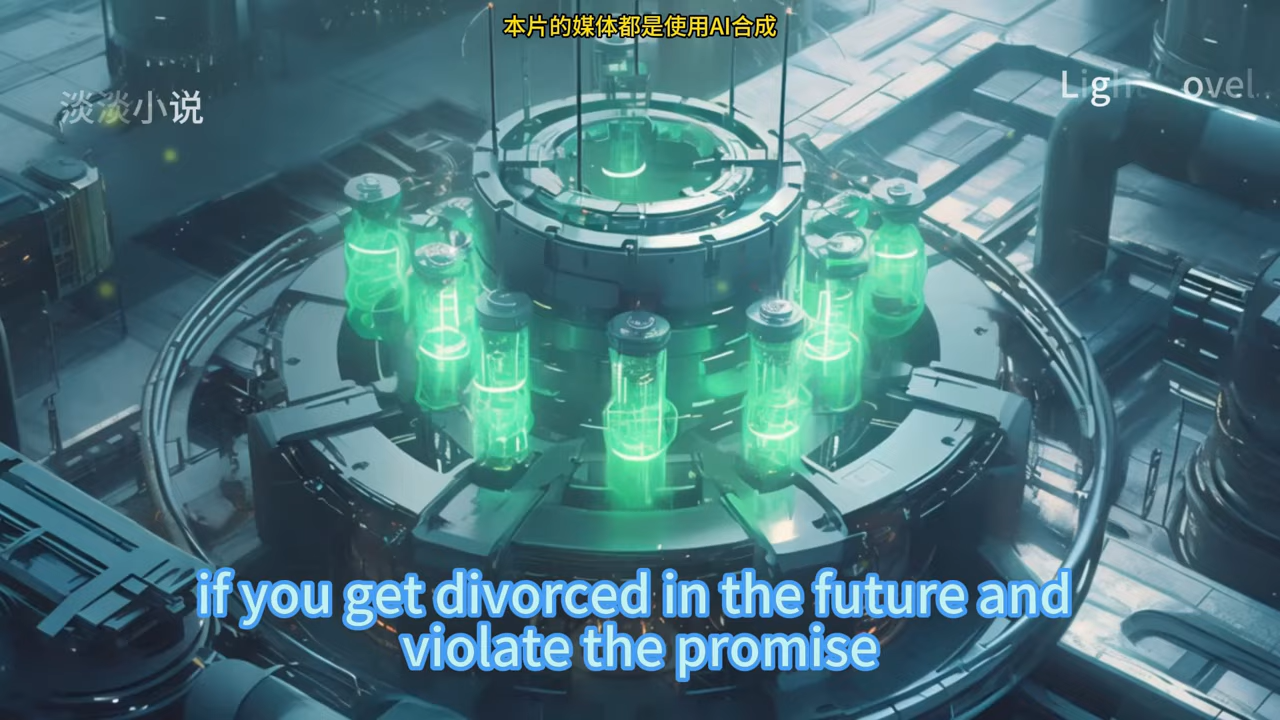 本片的媒体都是使用AI合成
淡淡小说
if you get divorced in the future and
violate the promise